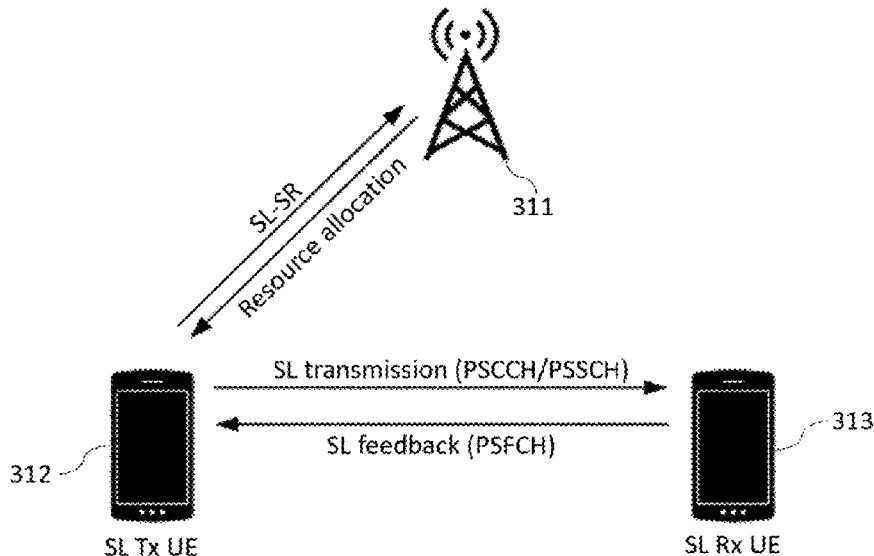 311
SL-SR
Resource allocation
SL transmission (PSCCH/PSSCH)
SL feedback (PSFCH)
312
313
SL Tx UE
SL Rx UE